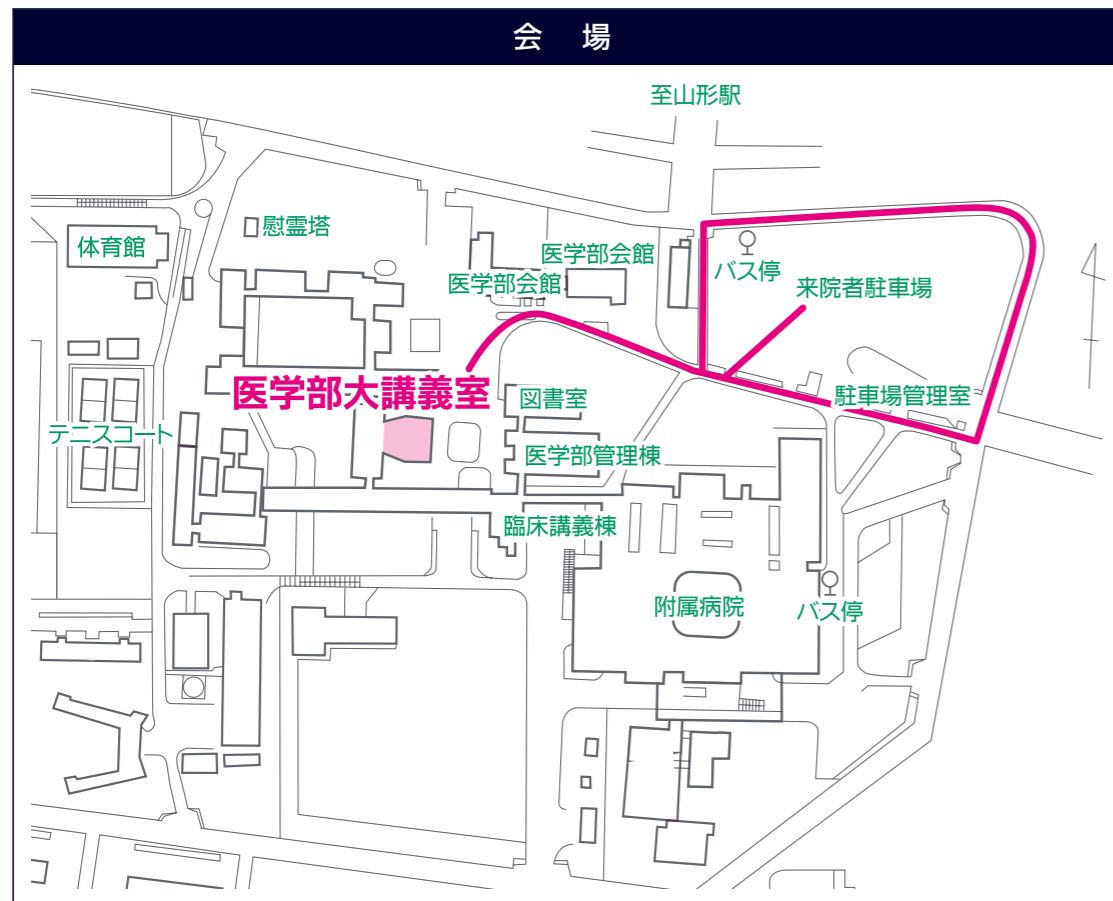 会 場
至山形駅
慰霊塔
体育館
医学部会館
医学部会館
バス停
来院者駐車場
医学部大講義室
図書室
駐車場管理室
テニスコート
医学部管理棟
臨床講義棟
附属病院
バス停